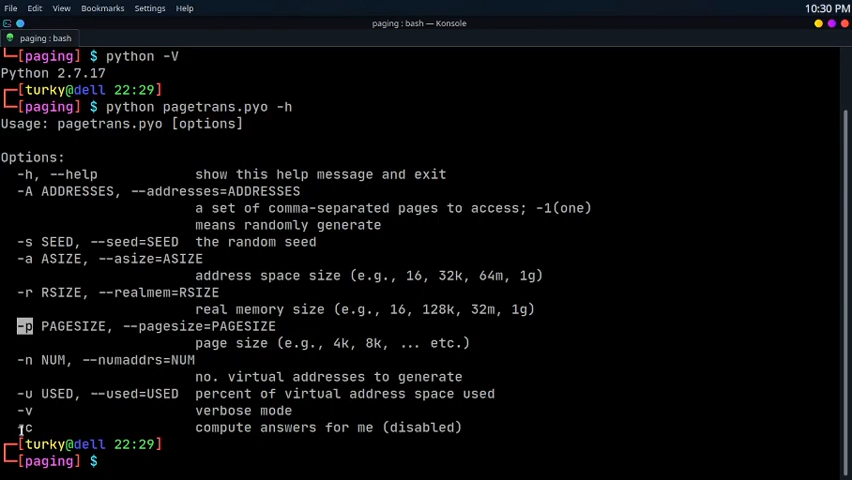 File Edit View Bookmarks Settings Help 10:30 PM
paging : bash — Konsole
paging : bash
[paging] $ python -V
Python 2.7.17
[turky@dell 22:29]
[paging] $ python pagetrans.pyo -h
Usage: pagetrans.pyo [options]
Options:
-h, --help show this help message and exit
-A ADDRESSES, --addresses=ADDRESSES
a set of comma-separated pages to access; -1(one)
means randomly generate
-s SEED, --seed=SEED the random seed
-a ASIZE, --asize=ASIZE
address space size (e.g., 16, 32k, 64m, 1g)
-r RSIZE, --realmem=RSIZE
real memory size (e.g., 16, 128k, 32m, 1g)
-p PAGESIZE, --pagesize=PAGESIZE
page size (e.g., 4k, 8k, ... etc.)
-n NUM, --numaddrs=NUM
no. virtual addresses to generate
-u USED, --used=USED percent of virtual address space used
-v verbose mode
-c compute answers for me (disabled)
[turky@dell 22:29]
[paging] $